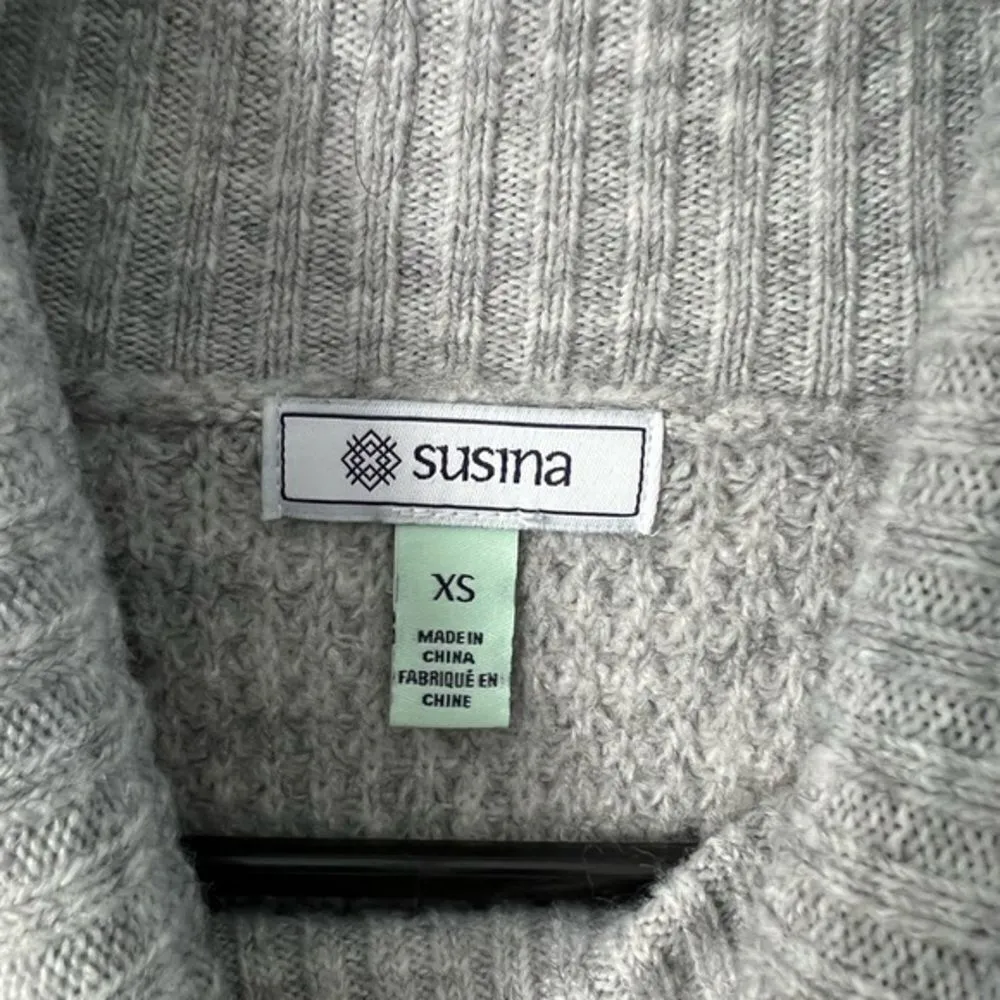 susina
XS
MADE IN
CHINA
FABRIQUÉ EN
CHINE